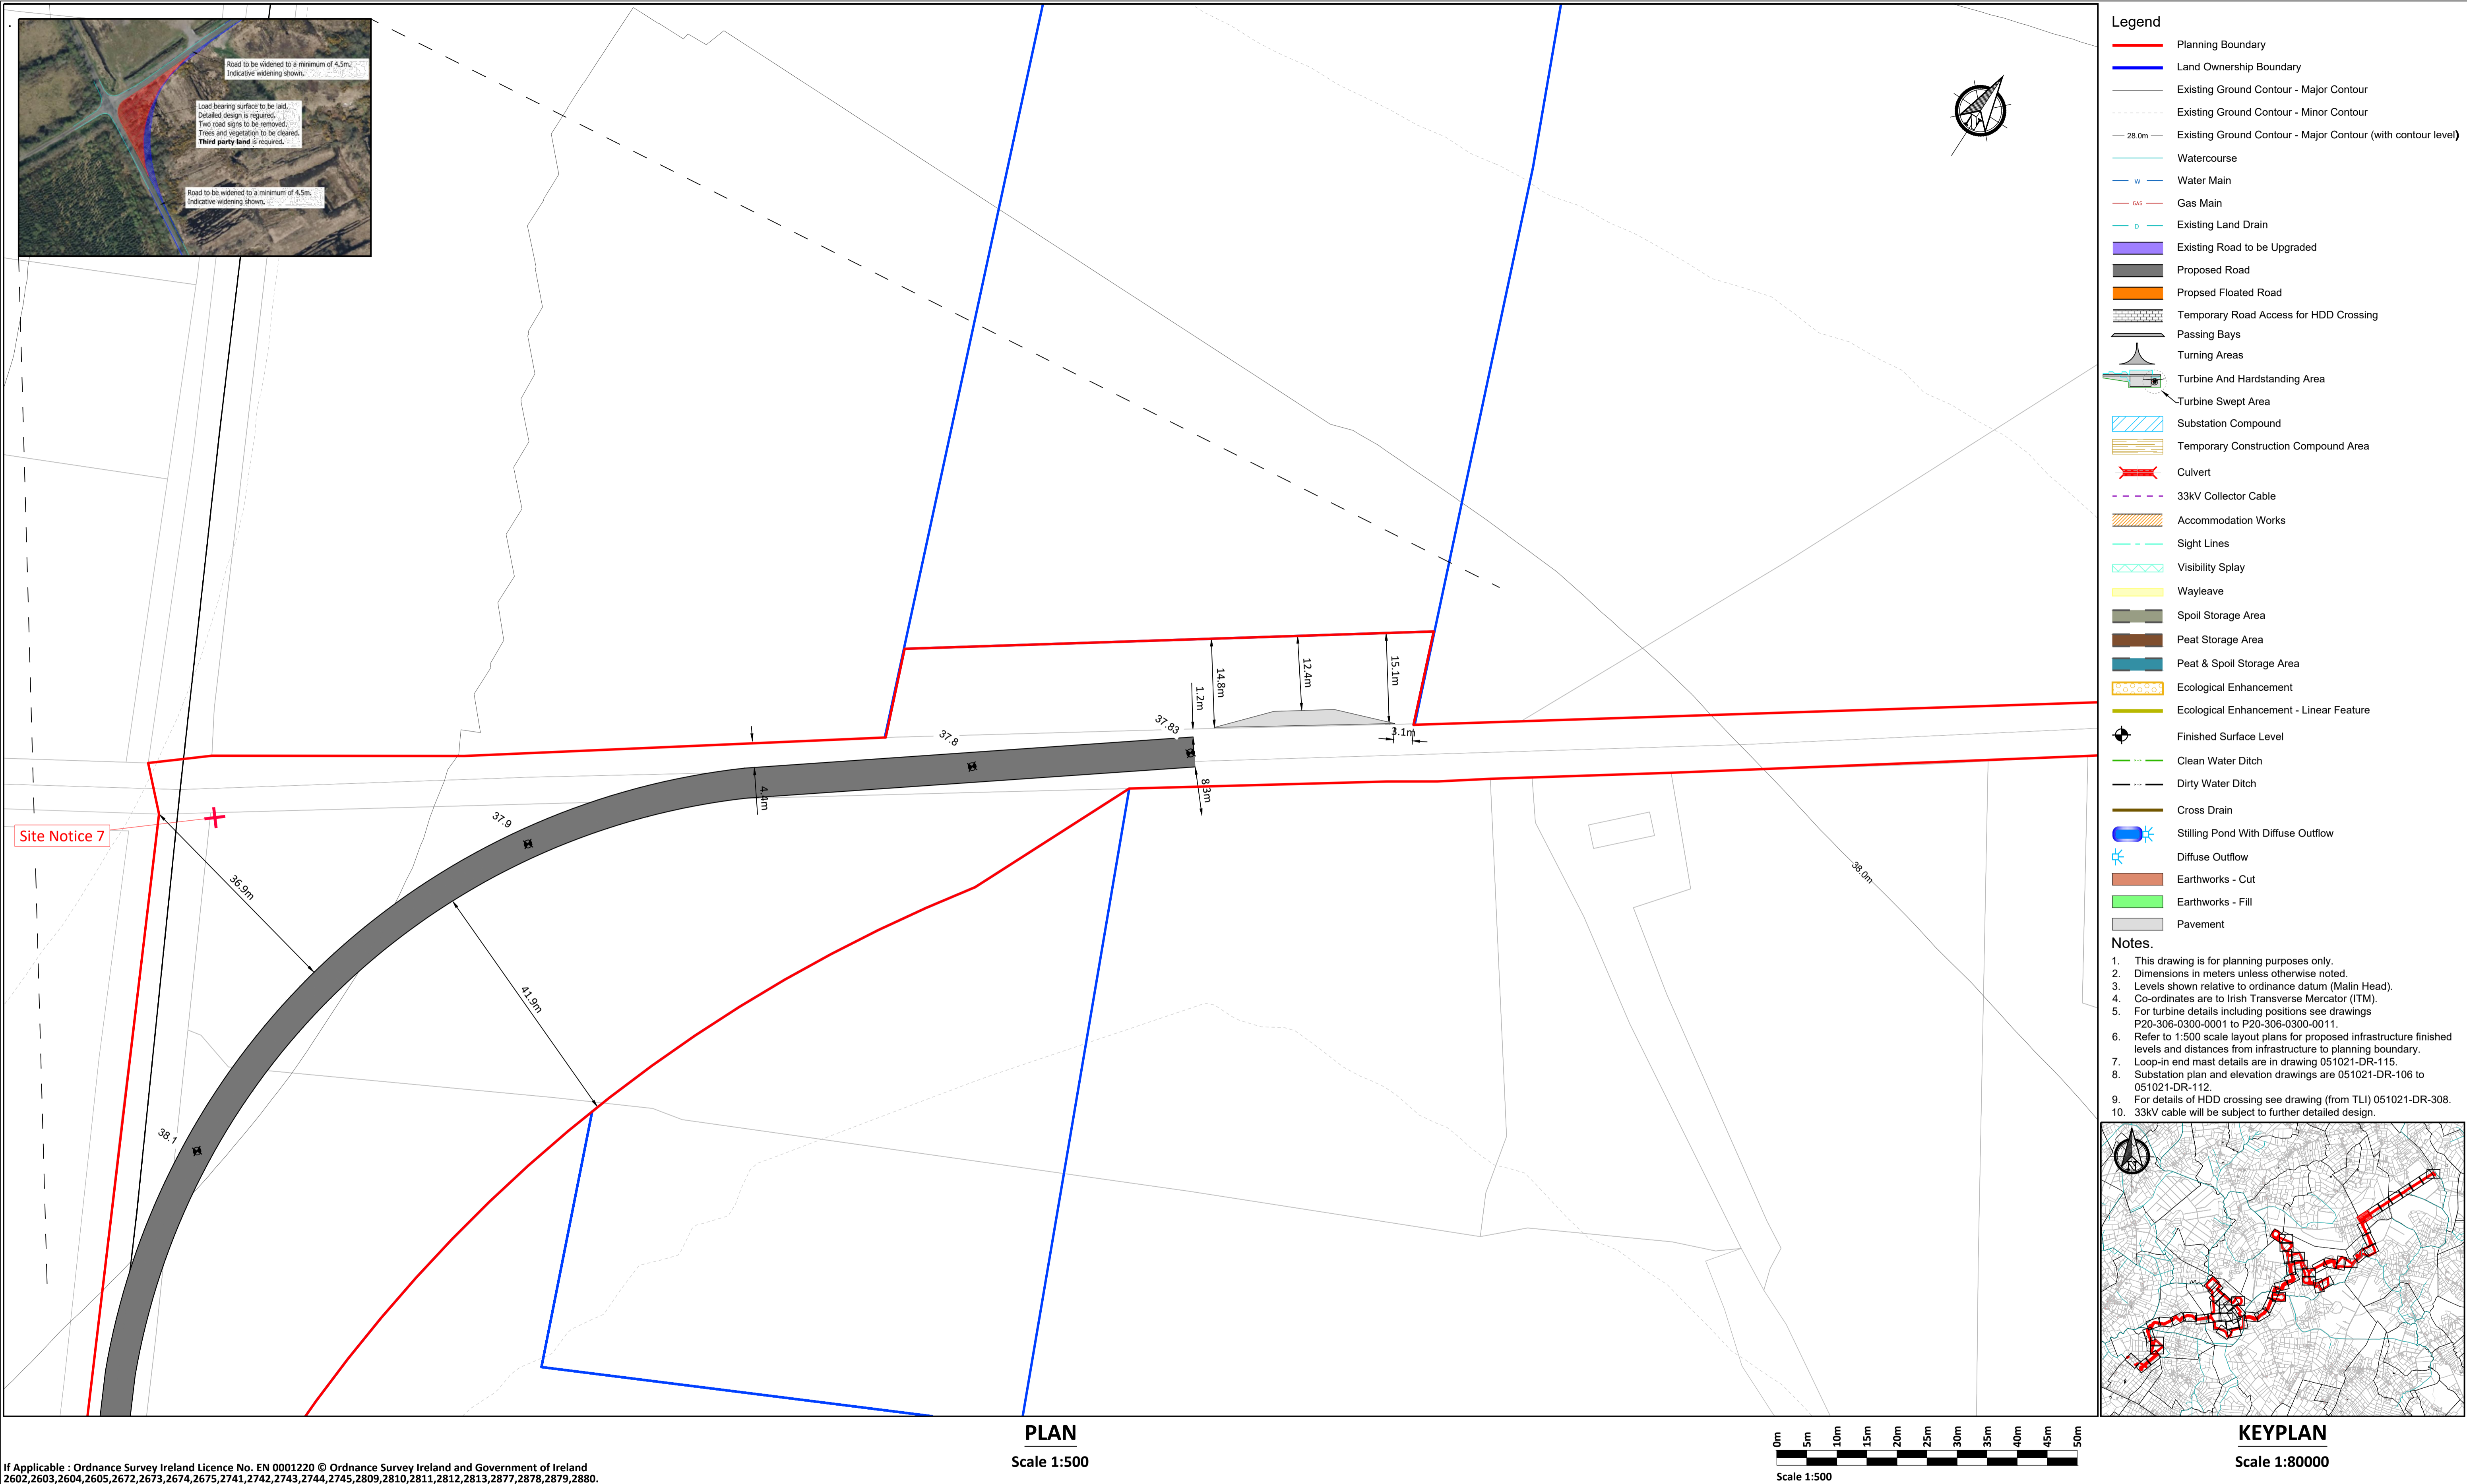 Road to be widened to a minimum of 4.5m.
Indicative widening shown.
Load bearing surface to be laid.
Detailed design is required.
Two road signs to be removed.
Trees and vegetation to be cleared.
Third party land is required.
Road to be widened to a minimum of 4.5m.
Indicative widening shown.
N
14.8m
12.4m
15.1m
1.2m
37.83
3.1m
37.8
4.4m
8.3m
37.9
Site Notice 7
36.9m
41.9m
38.0m
38.1
Legend
Planning Boundary
Land Ownership Boundary
Existing Ground Contour - Major Contour
Existing Ground Contour - Minor Contour
28.0m Existing Ground Contour - Major Contour (with contour level)
Watercourse
W Water Main
GAS Gas Main
D Existing Land Drain
Existing Road to be Upgraded
Proposed Road
Propsed Floated Road
Temporary Road Access for HDD Crossing
Passing Bays
Turning Areas
Turbine And Hardstanding Area
Turbine Swept Area
Substation Compound
Temporary Construction Compound Area
Culvert
33kV Collector Cable
Accommodation Works
Sight Lines
Visibility Splay
Wayleave
Spoil Storage Area
Peat Storage Area
Peat & Spoil Storage Area
Ecological Enhancement
Ecological Enhancement - Linear Feature
Finished Surface Level
Clean Water Ditch
Dirty Water Ditch
Cross Drain
Stilling Pond With Diffuse Outflow
Diffuse Outflow
Earthworks - Cut
Earthworks - Fill
Pavement
Notes.
1. This drawing is for planning purposes only.
2. Dimensions in meters unless otherwise noted.
3. Levels shown relative to ordinance datum (Malin Head).
4. Co-ordinates are to Irish Transverse Mercator (ITM).
5. For turbine details including positions see drawings
P20-306-0300-0001 to P20-306-0300-0011.
6. Refer to 1:500 scale layout plans for proposed infrastructure finished
levels and distances from infrastructure to planning boundary.
7. Loop-in end mast details are in drawing 051021-DR-115.
8. Substation plan and elevation drawings are 051021-DR-106 to
051021-DR-112.
9. For details of HDD crossing see drawing (from TLI) 051021-DR-308.
10. 33kV cable will be subject to further detailed design.
N
PLAN
Scale 1:500
0m 5m 10m 15m 20m 25m 30m 35m 40m 45m 50m
Scale 1:500
KEYPLAN
Scale 1:80000
If Applicable : Ordnance Survey Ireland Licence No. EN 0001220 © Ordnance Survey Ireland and Government of Ireland
2602,2603,2604,2605,2672,2673,2674,2675,2741,2742,2743,2744,2745,2809,2810,2811,2812,2813,2877,2878,2879,2880.